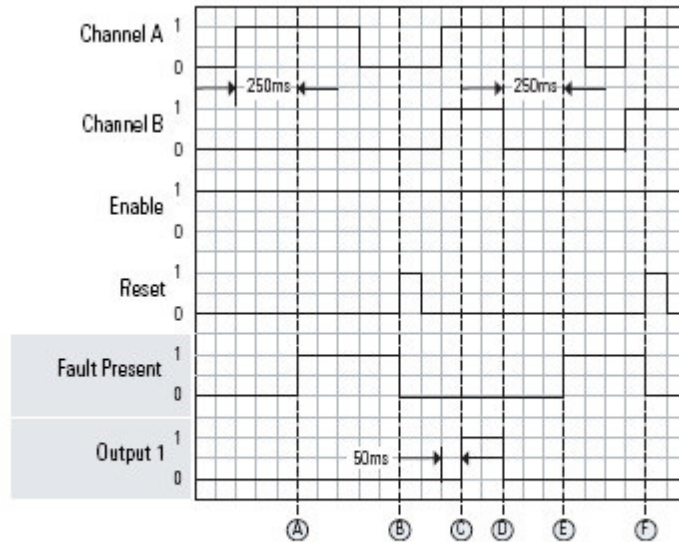 Channel A 1
0
250ms 250ms
Channel B 1
0
Enable 1
0
Reset 1
0
Fault Present 1
0
Output 1 1
50ms
0
A B C D E F